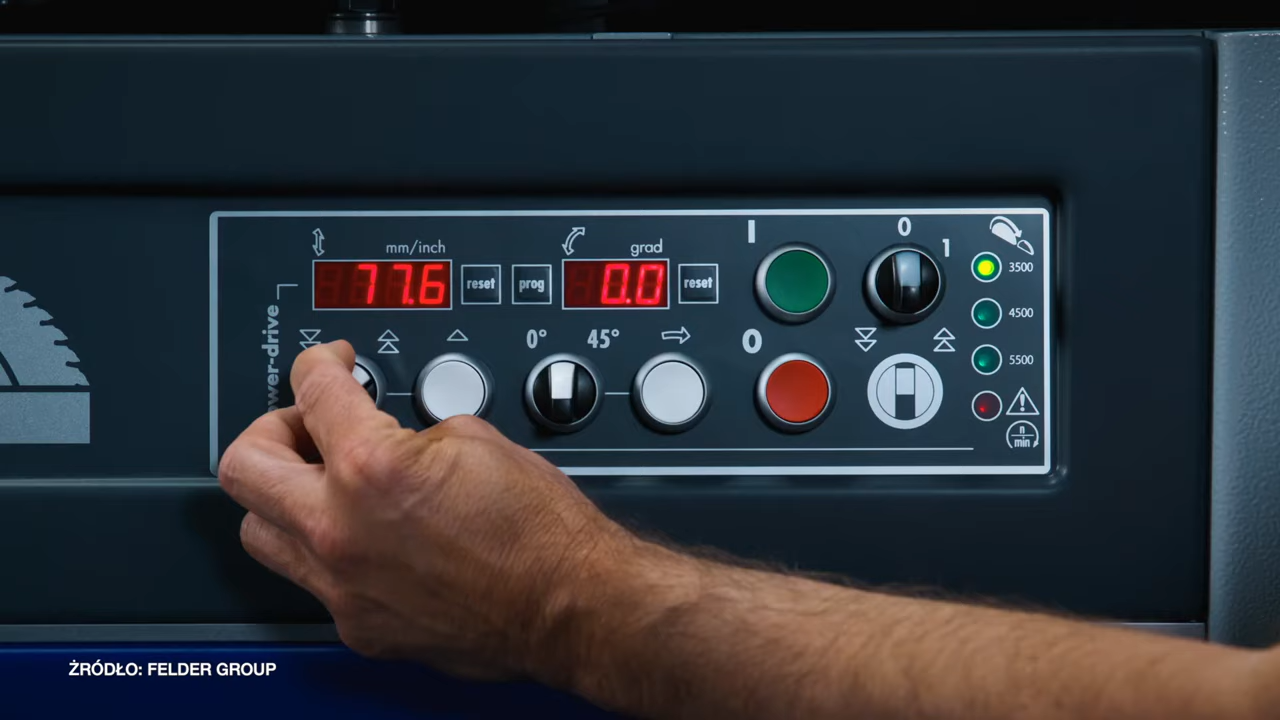 mm/inch
grad
77.6
reset
prog
0.0
reset
I
0
1
3500
4500
5500
0°
45°
O
n
min
ŹRÓDŁO: FELDER GROUP